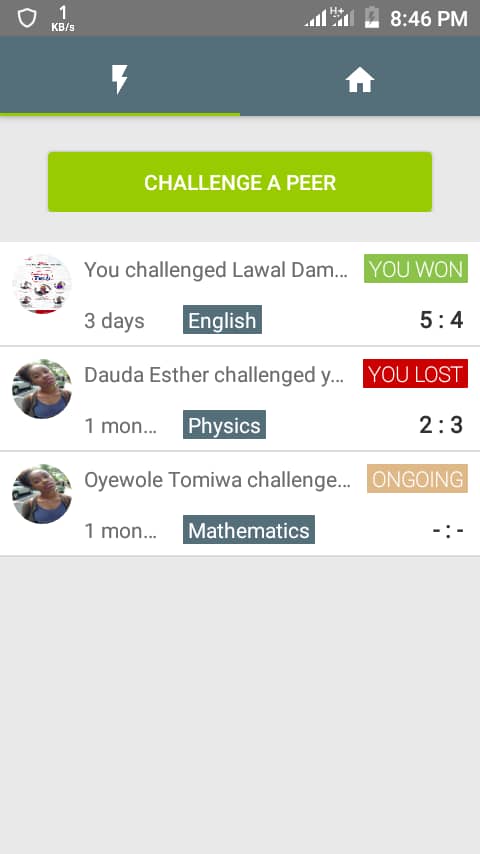 1
KB/s
H+
8:46 PM
CHALLENGE A PEER
You challenged Lawal Dam...
YOU WON
3 days
English
5 : 4
Dauda Esther challenged y...
YOU LOST
1 mon...
Physics
2 : 3
Oyewole Tomiwa challenge...
ONGOING
1 mon...
Mathematics
- : -